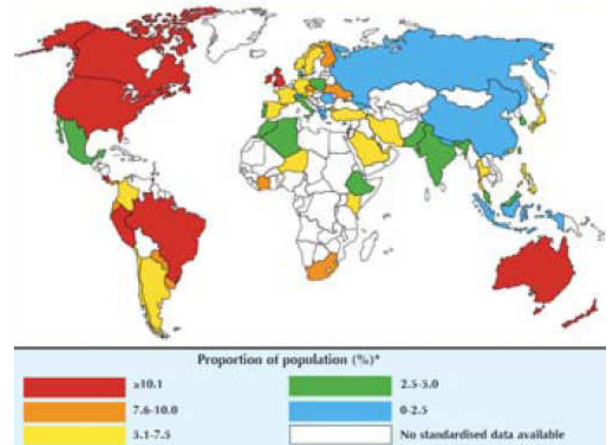 Proportion of population (%)*
≥10.1
7.6-10.0
5.1-7.5
2.5-5.0
0-2.5
No standardised data available